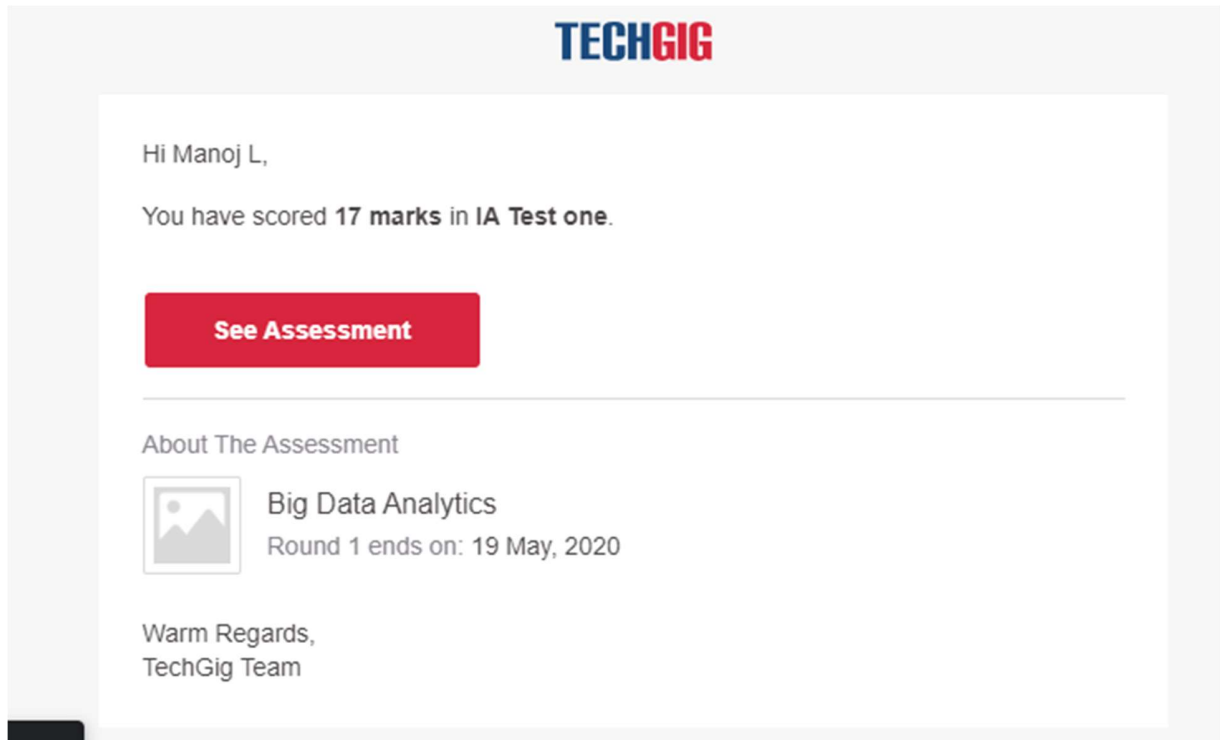 TECHGIG
Hi Manoj L,
You have scored 17 marks in IA Test one.
See Assessment
About The Assessment
Big Data Analytics
Round 1 ends on: 19 May, 2020
Warm Regards,
TechGig Team